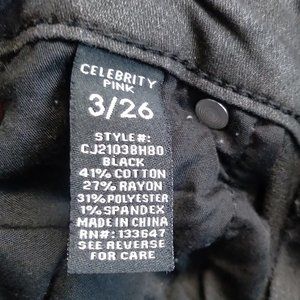 CELEBRITY
PINK
3/26
STYLE#:
CJ21038H80
BLACK
41% COTTON
27% RAYON
31% POLYESTER
1% SPANDEX
MADE IN CHINA
RN#: 133647
SEE REVERSE
FOR CARE